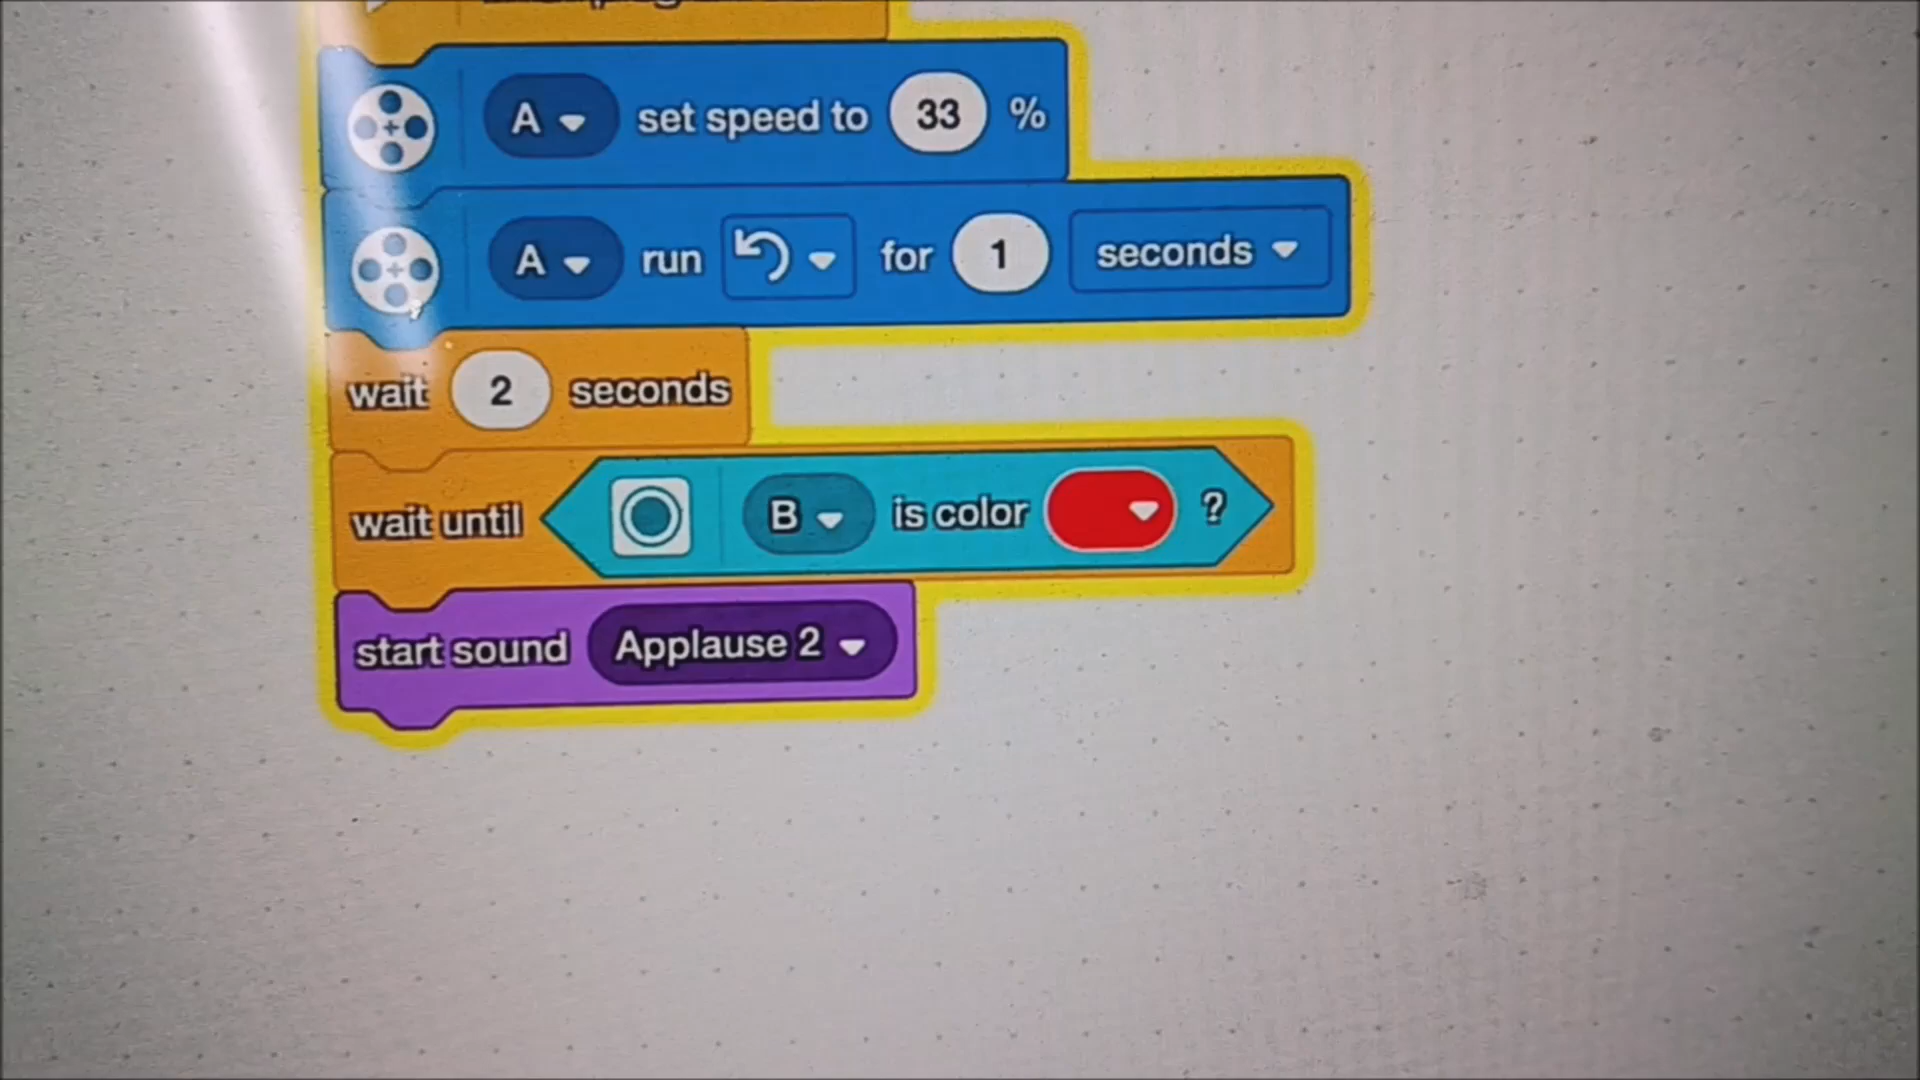 A set speed to 33 %
A run for 1 seconds
wait 2 seconds
wait until B is color ?
start sound Applause 2